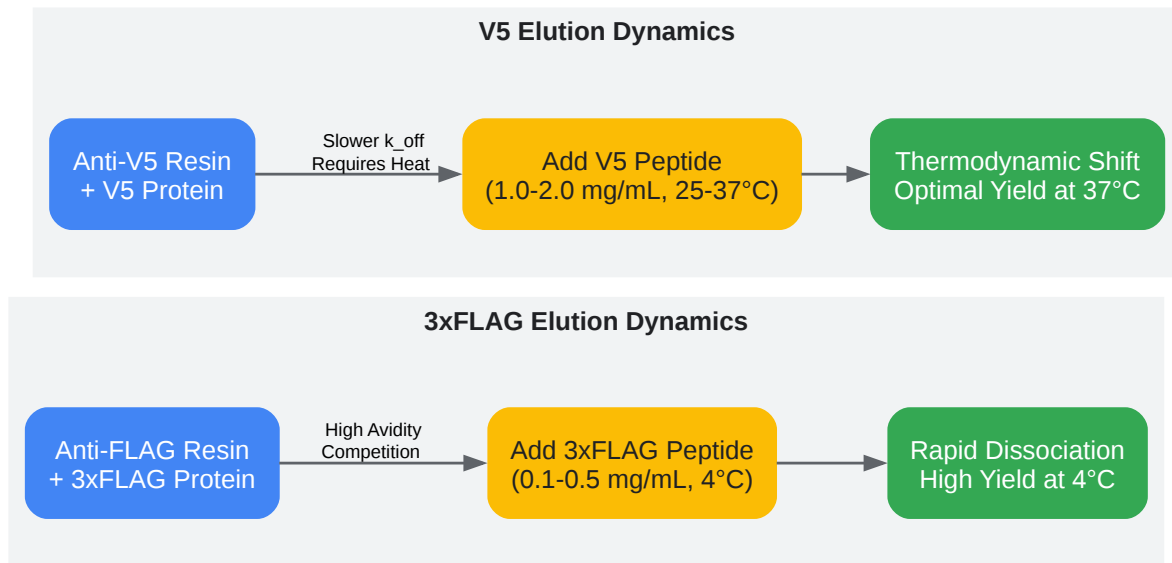 V5 Elution Dynamics
Anti-V5 Resin
+ V5 Protein
Slower k_off
Requires Heat
Add V5 Peptide
(1.0-2.0 mg/mL, 25-37°C)
Thermodynamic Shift
Optimal Yield at 37°C
3xFLAG Elution Dynamics
Anti-FLAG Resin
+ 3xFLAG Protein
High Avidity
Competition
Add 3xFLAG Peptide
(0.1-0.5 mg/mL, 4°C)
Rapid Dissociation
High Yield at 4°C